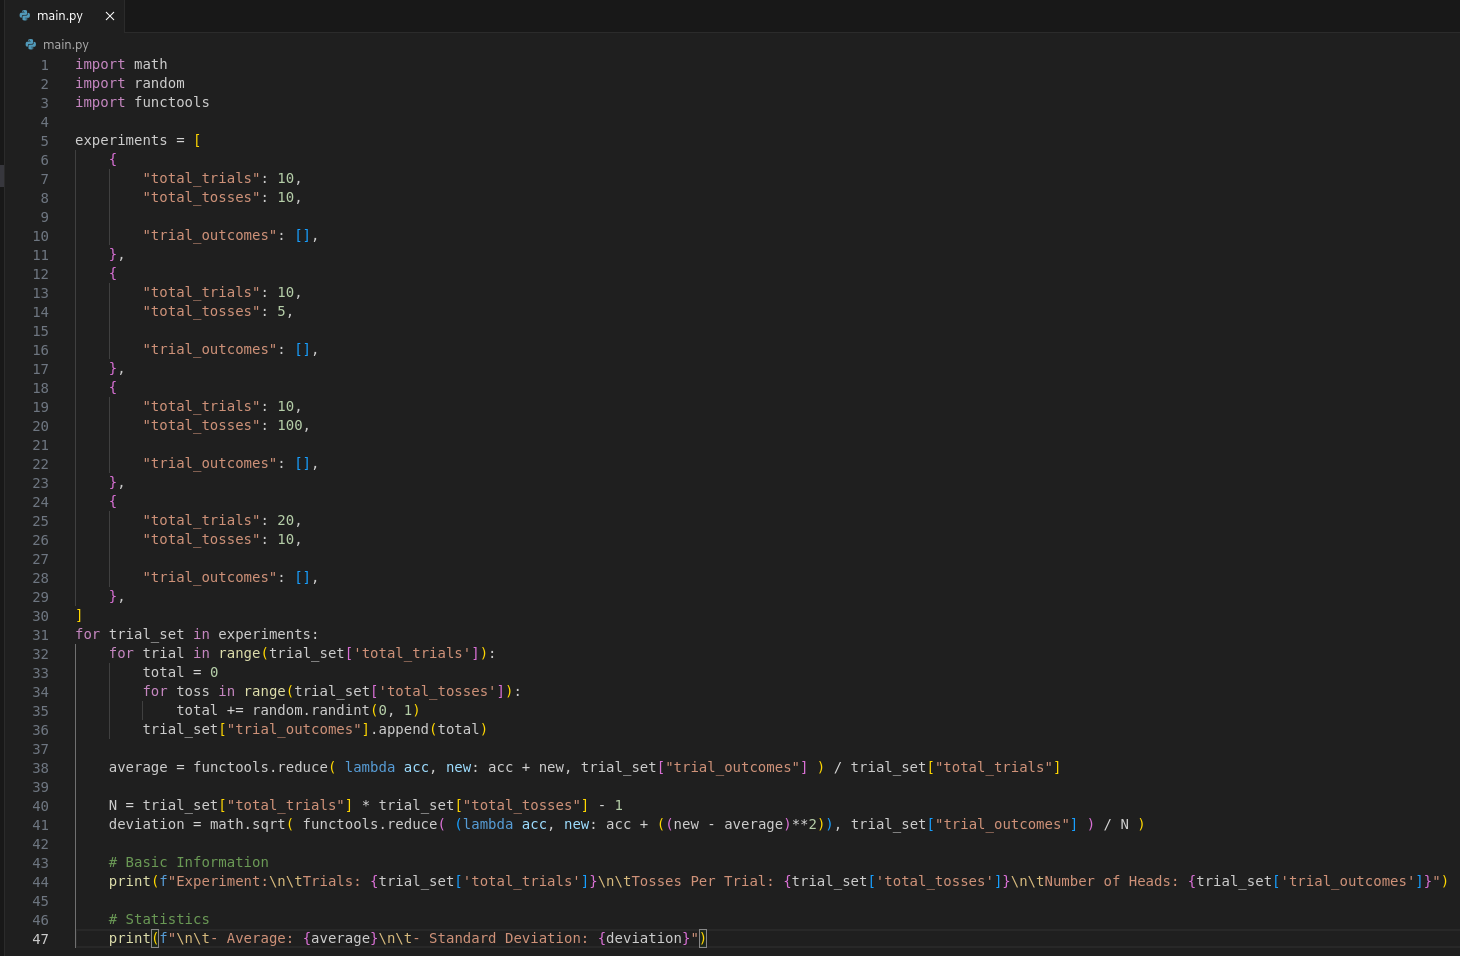 main.py
main.py
1 import math
2 import random
3 import functools
4
5 experiments = [
6     {
7         "total_trials": 10,
8         "total_tosses": 10,
9
10         "trial_outcomes": [],
11     },
12     {
13         "total_trials": 10,
14         "total_tosses": 5,
15
16         "trial_outcomes": [],
17     },
18     {
19         "total_trials": 10,
20         "total_tosses": 100,
21
22         "trial_outcomes": [],
23     },
24     {
25         "total_trials": 20,
26         "total_tosses": 10,
27
28         "trial_outcomes": [],
29     },
30 ]
31 for trial_set in experiments:
32     for trial in range(trial_set['total_trials']):
33         total = 0
34         for toss in range(trial_set['total_tosses']):
35             total += random.randint(0, 1)
36         trial_set["trial_outcomes"].append(total)
37
38     average = functools.reduce( lambda acc, new: acc + new, trial_set["trial_outcomes"] ) / trial_set["total_trials"]
39
40     N = trial_set["total_trials"] * trial_set["total_tosses"] - 1
41     deviation = math.sqrt( functools.reduce( (lambda acc, new: acc + ((new - average)**2)), trial_set["trial_outcomes"] ) / N )
42
43     # Basic Information
44     print(f"Experiment:\n\tTrials: {trial_set['total_trials']}\n\tTosses Per Trial: {trial_set['total_tosses']}\n\tNumber of Heads: {trial_set['trial_outcomes']}")
45
46     # Statistics
47     print(f"\n\t- Average: {average}\n\t- Standard Deviation: {deviation}")